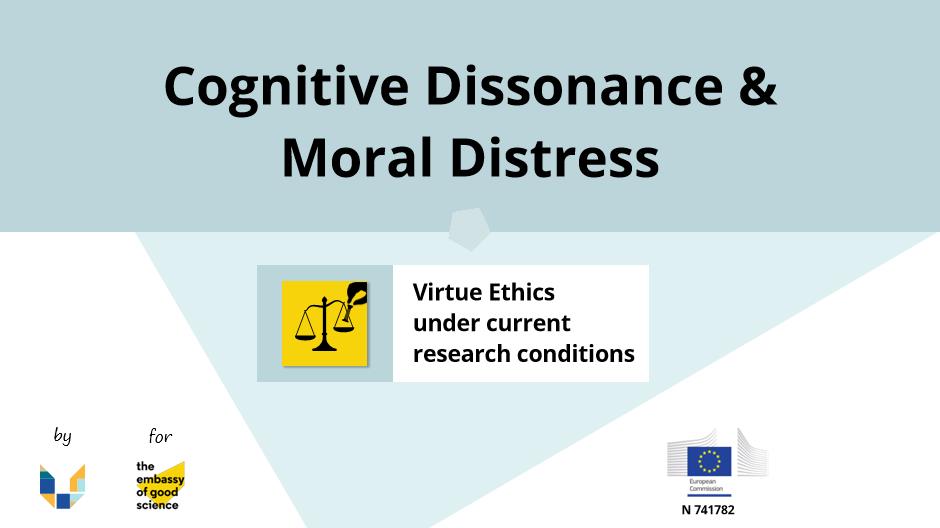 Cognitive Dissonance &
Moral Distress
Virtue Ethics
under current
research conditions
by
for
the
embassy
of good
science
European
Commission
N 741782